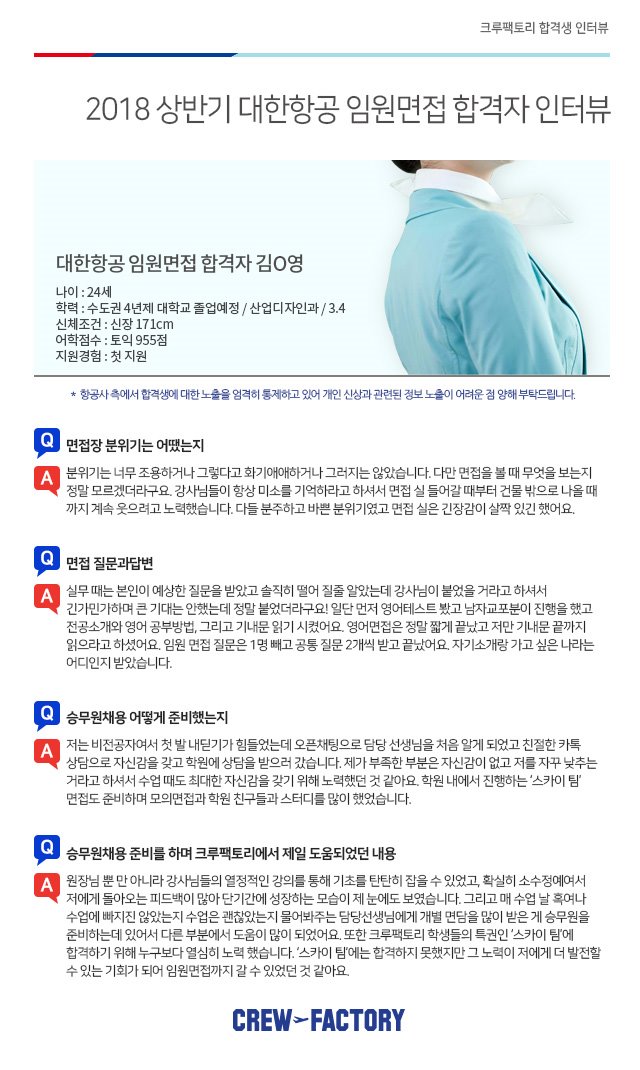 크루팩토리 합격생 인터뷰
2018 상반기 대한항공 임원면접 합격자 인터뷰
대한항공 임원면접 합격자 김O영
나이 : 24세
학력 : 수도권 4년제 대학교 졸업예정 / 산업디자인과 / 3.4
신체조건 : 신장 171cm
어학점수 : 토익 955점
지원경험 : 첫 지원
* 항공사 측에서 합격생에 대한 노출을 엄격히 통제하고 있어 개인 신상과 관련된 정보 노출이 어려운 점 양해 부탁드립니다.
Q 면접장 분위기는 어땠는지
A 분위기는 너무 조용하거나 그렇다고 화기애애하거나 그러지는 않았습니다. 다만 면접을 볼 때 무엇을 보는지
정말 모르겠더라구요. 강사님들이 항상 미소를 기억하라고 하셔서 면접 실 들어갈 때부터 건물 밖으로 나올 때
까지 계속 웃으려고 노력했습니다. 다들 분주하고 바쁜 분위기였고 면접 실은 긴장감이 살짝 있긴 했어요.
Q 면접 질문과답변
A 실무 때는 본인이 예상한 질문을 받았고 솔직히 떨어 질줄 알았는데 강사님이 붙었을 거라고 하셔서
긴가민가하며 큰 기대는 안했는데 정말 붙었더라구요! 일단 먼저 영어테스트 봤고 남자교포분이 진행을 했고
전공소개와 영어 공부방법, 그리고 기내문 읽기 시켰어요. 영어면접은 정말 짧게 끝났고 저만 기내문 끝까지
읽으라고 하셨어요. 임원 면접 질문은 1명 빼고 공통 질문 2개씩 받고 끝났어요. 자기소개랑 가고 싶은 나라는
어디인지 받았습니다.
Q 승무원채용 어떻게 준비했는지
A 저는 비전공자여서 첫 발 내딛기가 힘들었는데 오픈채팅으로 담당 선생님을 처음 알게 되었고 친절한 카톡
상담으로 자신감을 갖고 학원에 상담을 받으러 갔습니다. 제가 부족한 부분은 자신감이 없고 저를 자꾸 낮추는
거라고 하셔서 수업 때도 최대한 자신감을 갖기 위해 노력했던 것 같아요. 학원 내에서 진행하는 '스카이 팀'
면접도 준비하며 모의면접과 학원 친구들과 스터디를 많이 했었습니다.
Q 승무원채용 준비를 하며 크루팩토리에서 제일 도움되었던 내용
A 원장님 뿐 만 아니라 강사님들의 열정적인 강의를 통해 기초를 탄탄히 잡을 수 있었고, 확실히 소수정예여서
저에게 돌아오는 피드백이 많아 단기간에 성장하는 모습이 제 눈에도 보였습니다. 그리고 매 수업 날 혹여나
수업에 빠지진 않았는지 수업은 괜찮았는지 물어봐주는 담당선생님에게 개별 면담을 많이 받은 게 승무원을
준비하는데 있어서 다른 부분에서 도움이 많이 되었어요. 또한 크루팩토리 학생들의 특권인 '스카이 팀'에
합격하기 위해 누구보다 열심히 노력 했습니다. '스카이 팀'에는 합격하지 못했지만 그 노력이 저에게 더 발전할
수 있는 기회가 되어 임원면접까지 갈 수 있었던 것 같아요.
CREW FACTORY